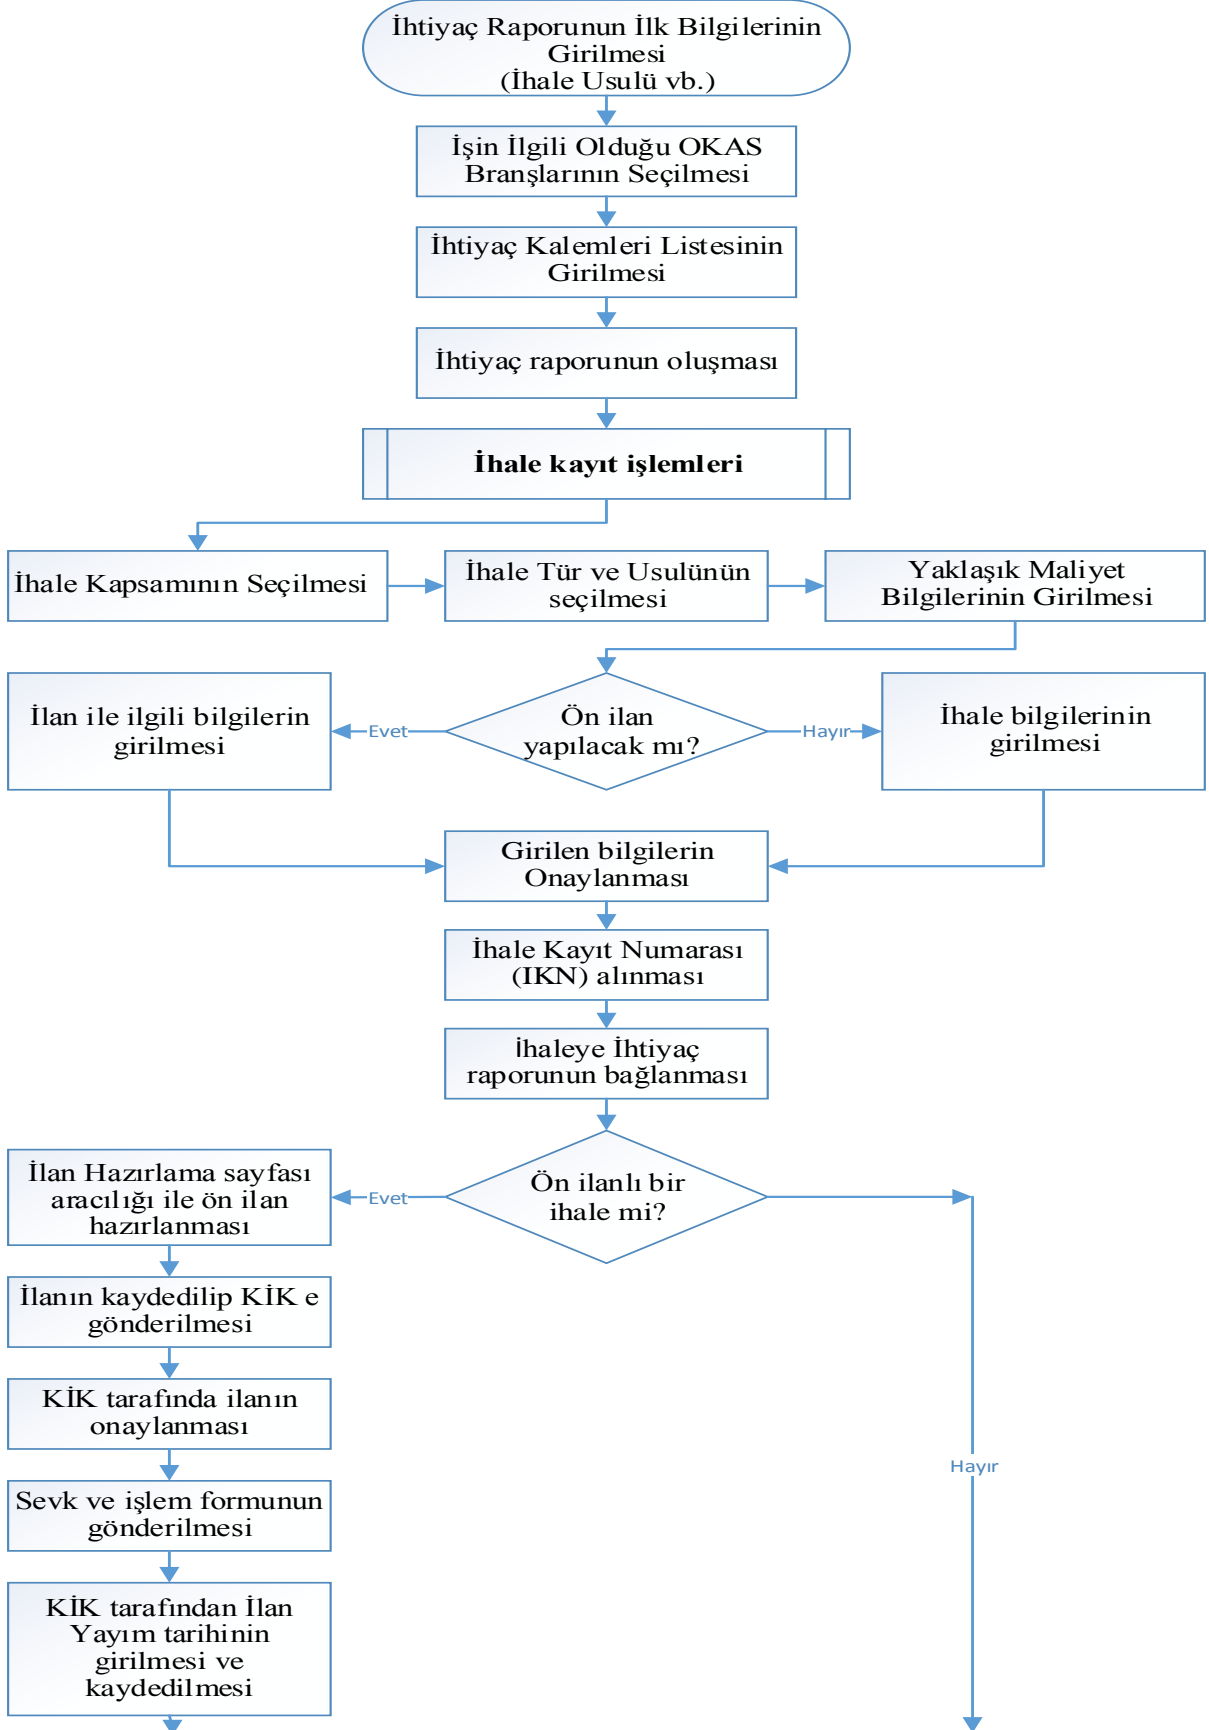 İhtiyaç Raporunun İlk Bilgilerinin
Girilmesi
(İhale Usulü vb.)
İşin İlgili Olduğu OKAS
Branşlarının Seçilmesi
İhtiyaç Kalemleri Listesinin
Girilmesi
İhtiyaç raporunun oluşması
İhale kayıt işlemleri
İhale Kapsamının Seçilmesi
İhale Tür ve Usulünün
seçilmesi
Yaklaşık Maliyet
Bilgilerinin Girilmesi
İlan ile ilgili bilgilerin
girilmesi
Evet
Ön ilan
yapılacak mı?
Hayır
İhale bilgilerinin
girilmesi
Girilen bilgilerin
Onaylanması
İhale Kayıt Numarası
(IKN) alınması
İhaleye İhtiyaç
raporunun bağlanması
İlan Hazırlama sayfası
aracılığı ile ön ilan
hazırlanması
Evet
Ön ilanlı bir
ihale mi?
İlanın kaydedilip KİK e
gönderilmesi
KİK tarafında ilanın
onaylanması
Hayır
Sevk ve işlem formunun
gönderilmesi
KİK tarafından İlan
Yayım tarihinin
girilmesi ve
kaydedilmesi